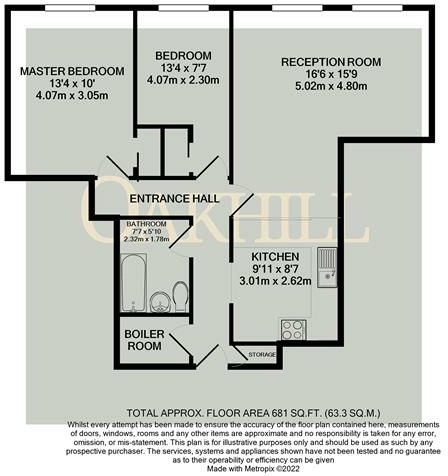 MASTER BEDROOM
13'4 x 10'
4.07m x 3.05m
BEDROOM
13'4 x 7'7
4.07m x 2.30m
RECEPTION ROOM
16'6 x 15'9
5.02m x 4.80m
ENTRANCE HALL
OAKHILL
BATHROOM
7'7 x 5'10
2.32m x 1.78m
KITCHEN
9'11 x 8'7
3.01m x 2.62m
BOILER
ROOM
STORAGE
TOTAL APPROX. FLOOR AREA 681 SQ.FT. (63.3 SQ.M.)
Whilst every attempt has been made to ensure the accuracy of the floor plan contained here, measurements
of doors, windows, rooms and any other items are approximate and no responsibility is taken for any error,
omission, or mis-statement. This plan is for illustrative purposes only and should be used as such by any
prospective purchaser. The services, systems and appliances shown have not been tested and no guarantee
as to their operability or efficiency can be given
Made with Metropix ©2022